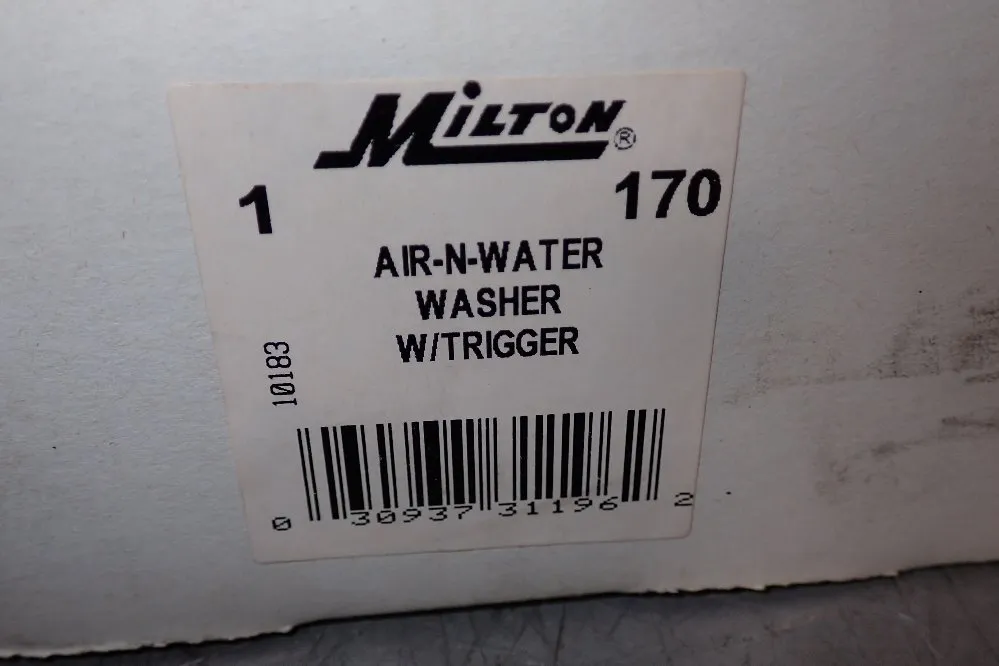 MILTON®
1 170
AIR-N-WATER
WASHER
W/TRIGGER
10183
0 30937 31196 2